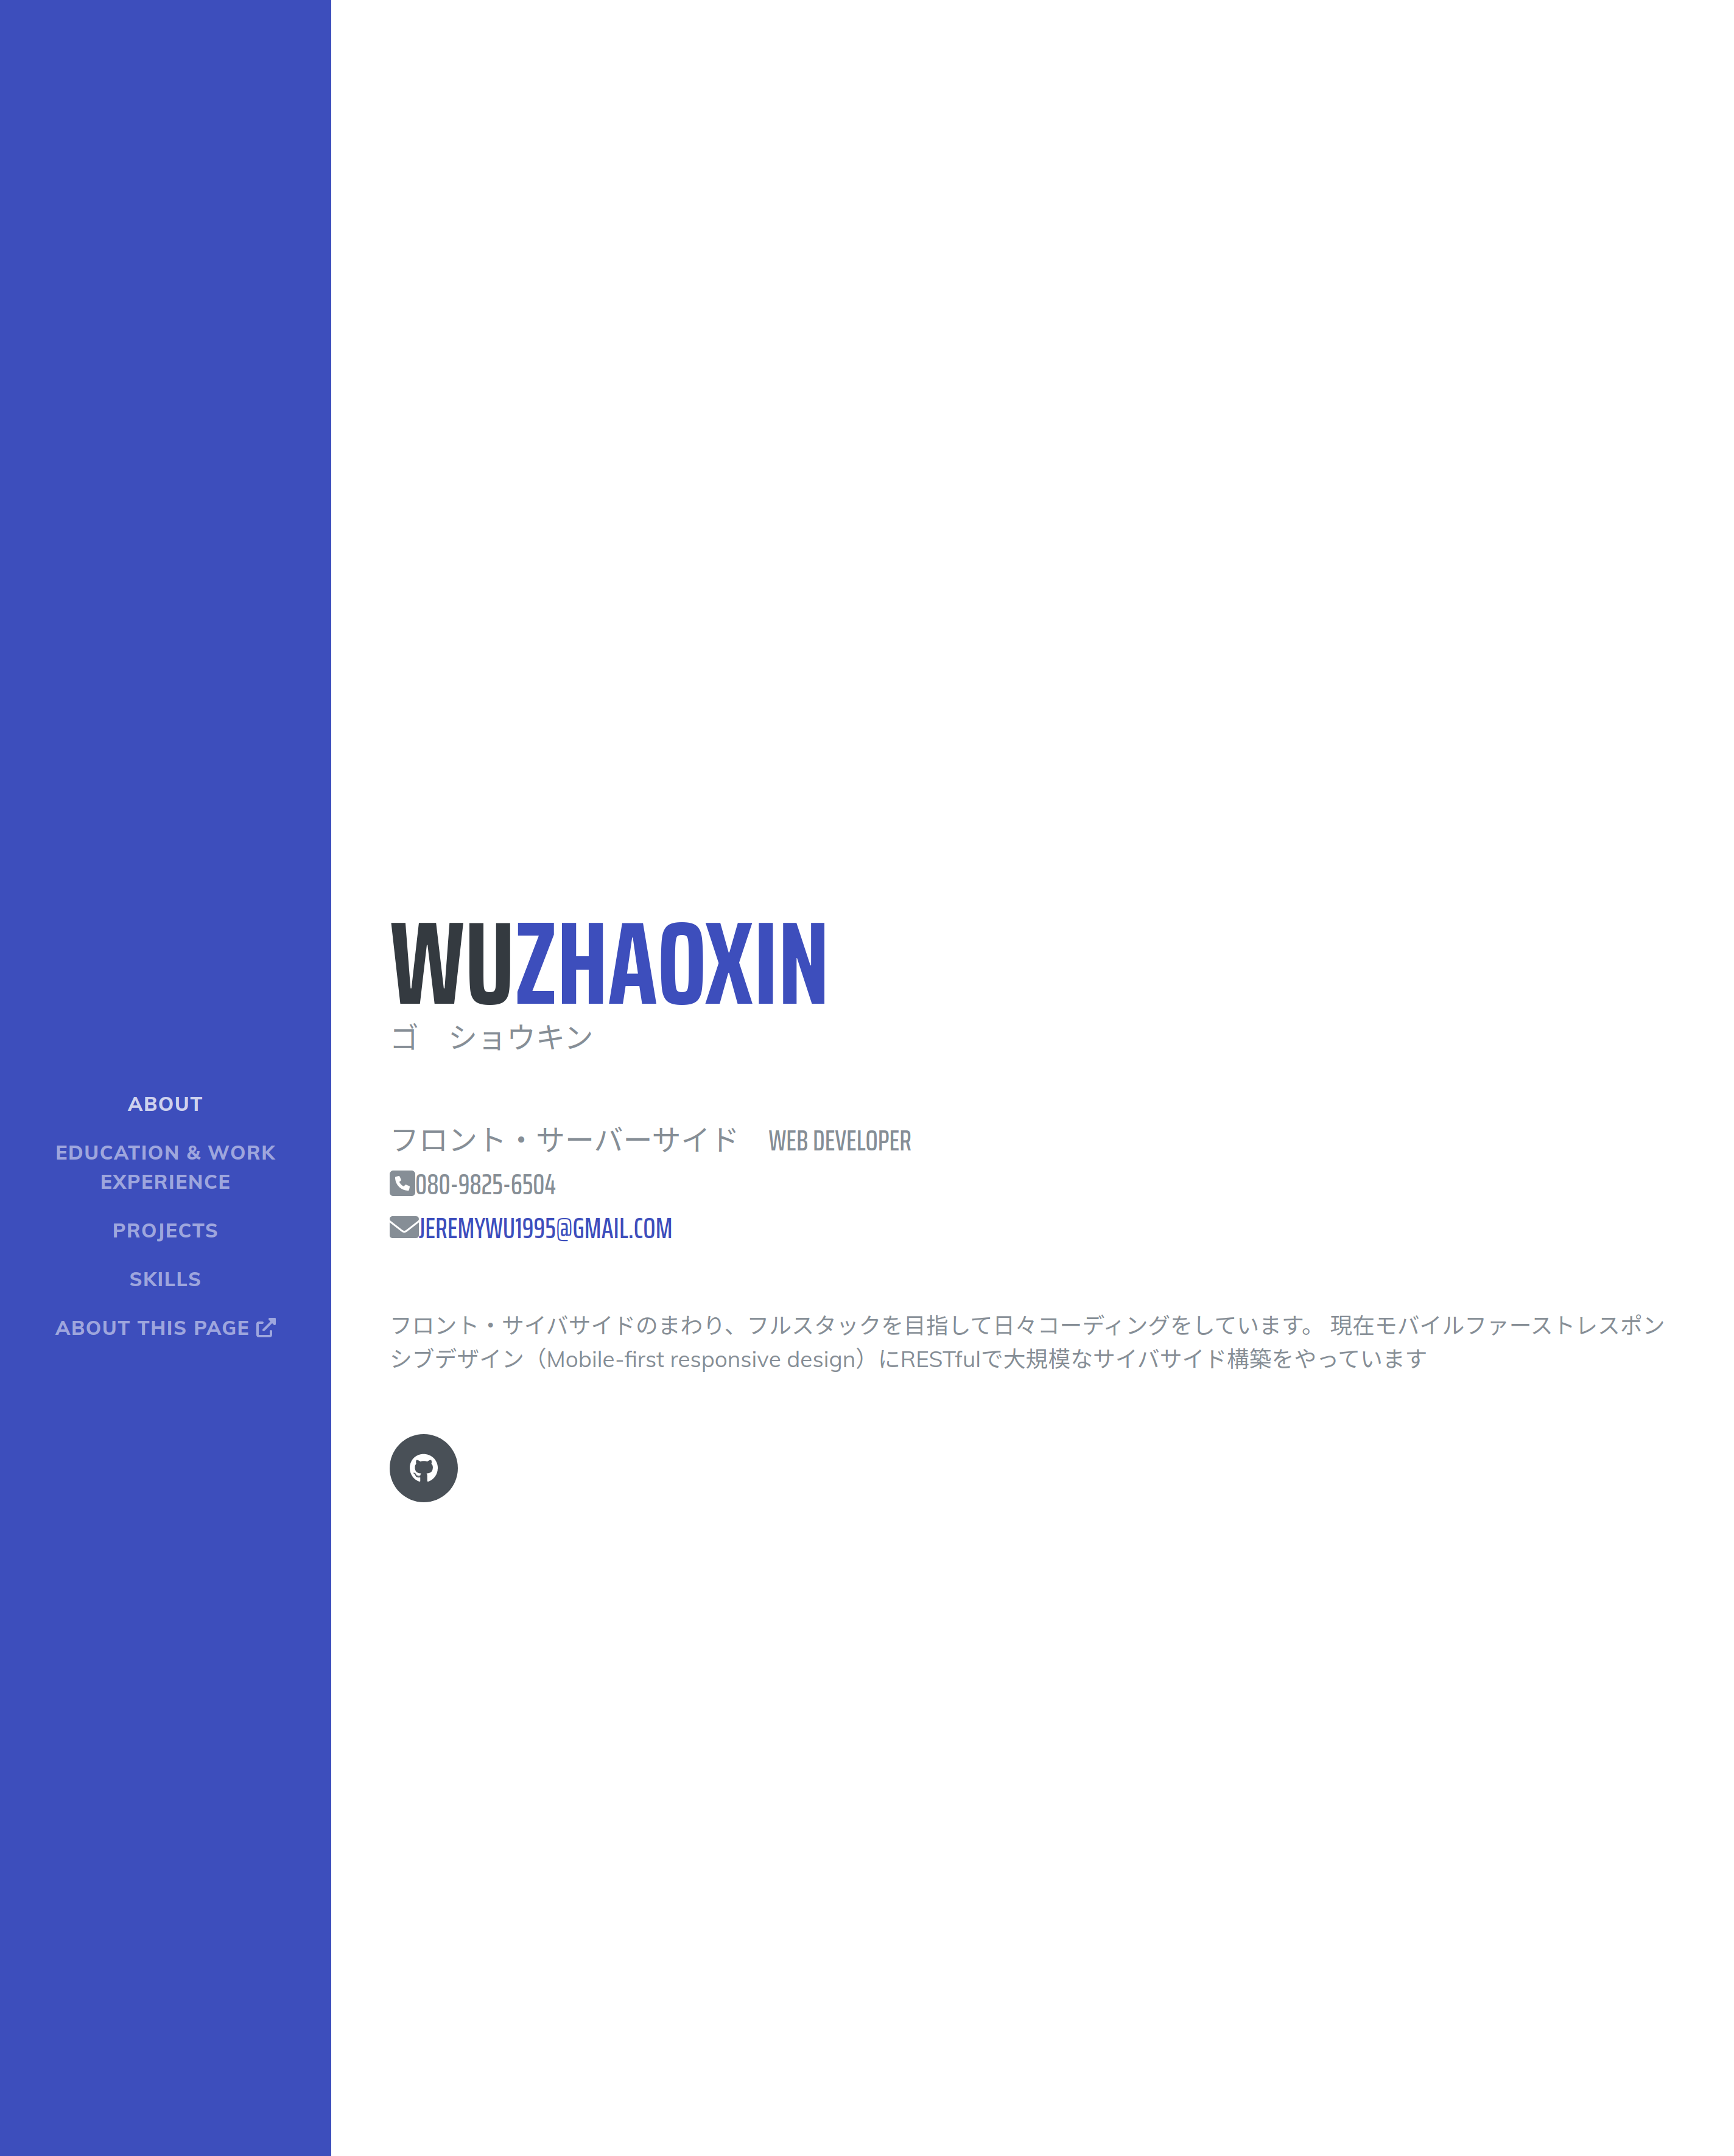 ABOUT
EDUCATION & WORK
EXPERIENCE
PROJECTS
SKILLS
ABOUT THIS PAGE
WUZHAOXIN
ゴ　ショウキン
フロント・サーバーサイド　WEB DEVELOPER
080-9825-6504
JEREMYWU1995@GMAIL.COM
フロント・サイバサイドのまわり、フルスタックを目指して日々コーディングをしています。 現在モバイルファーストレスポン
シブデザイン（Mobile-first responsive design）にRESTfulで大規模なサイバサイド構築をやっています